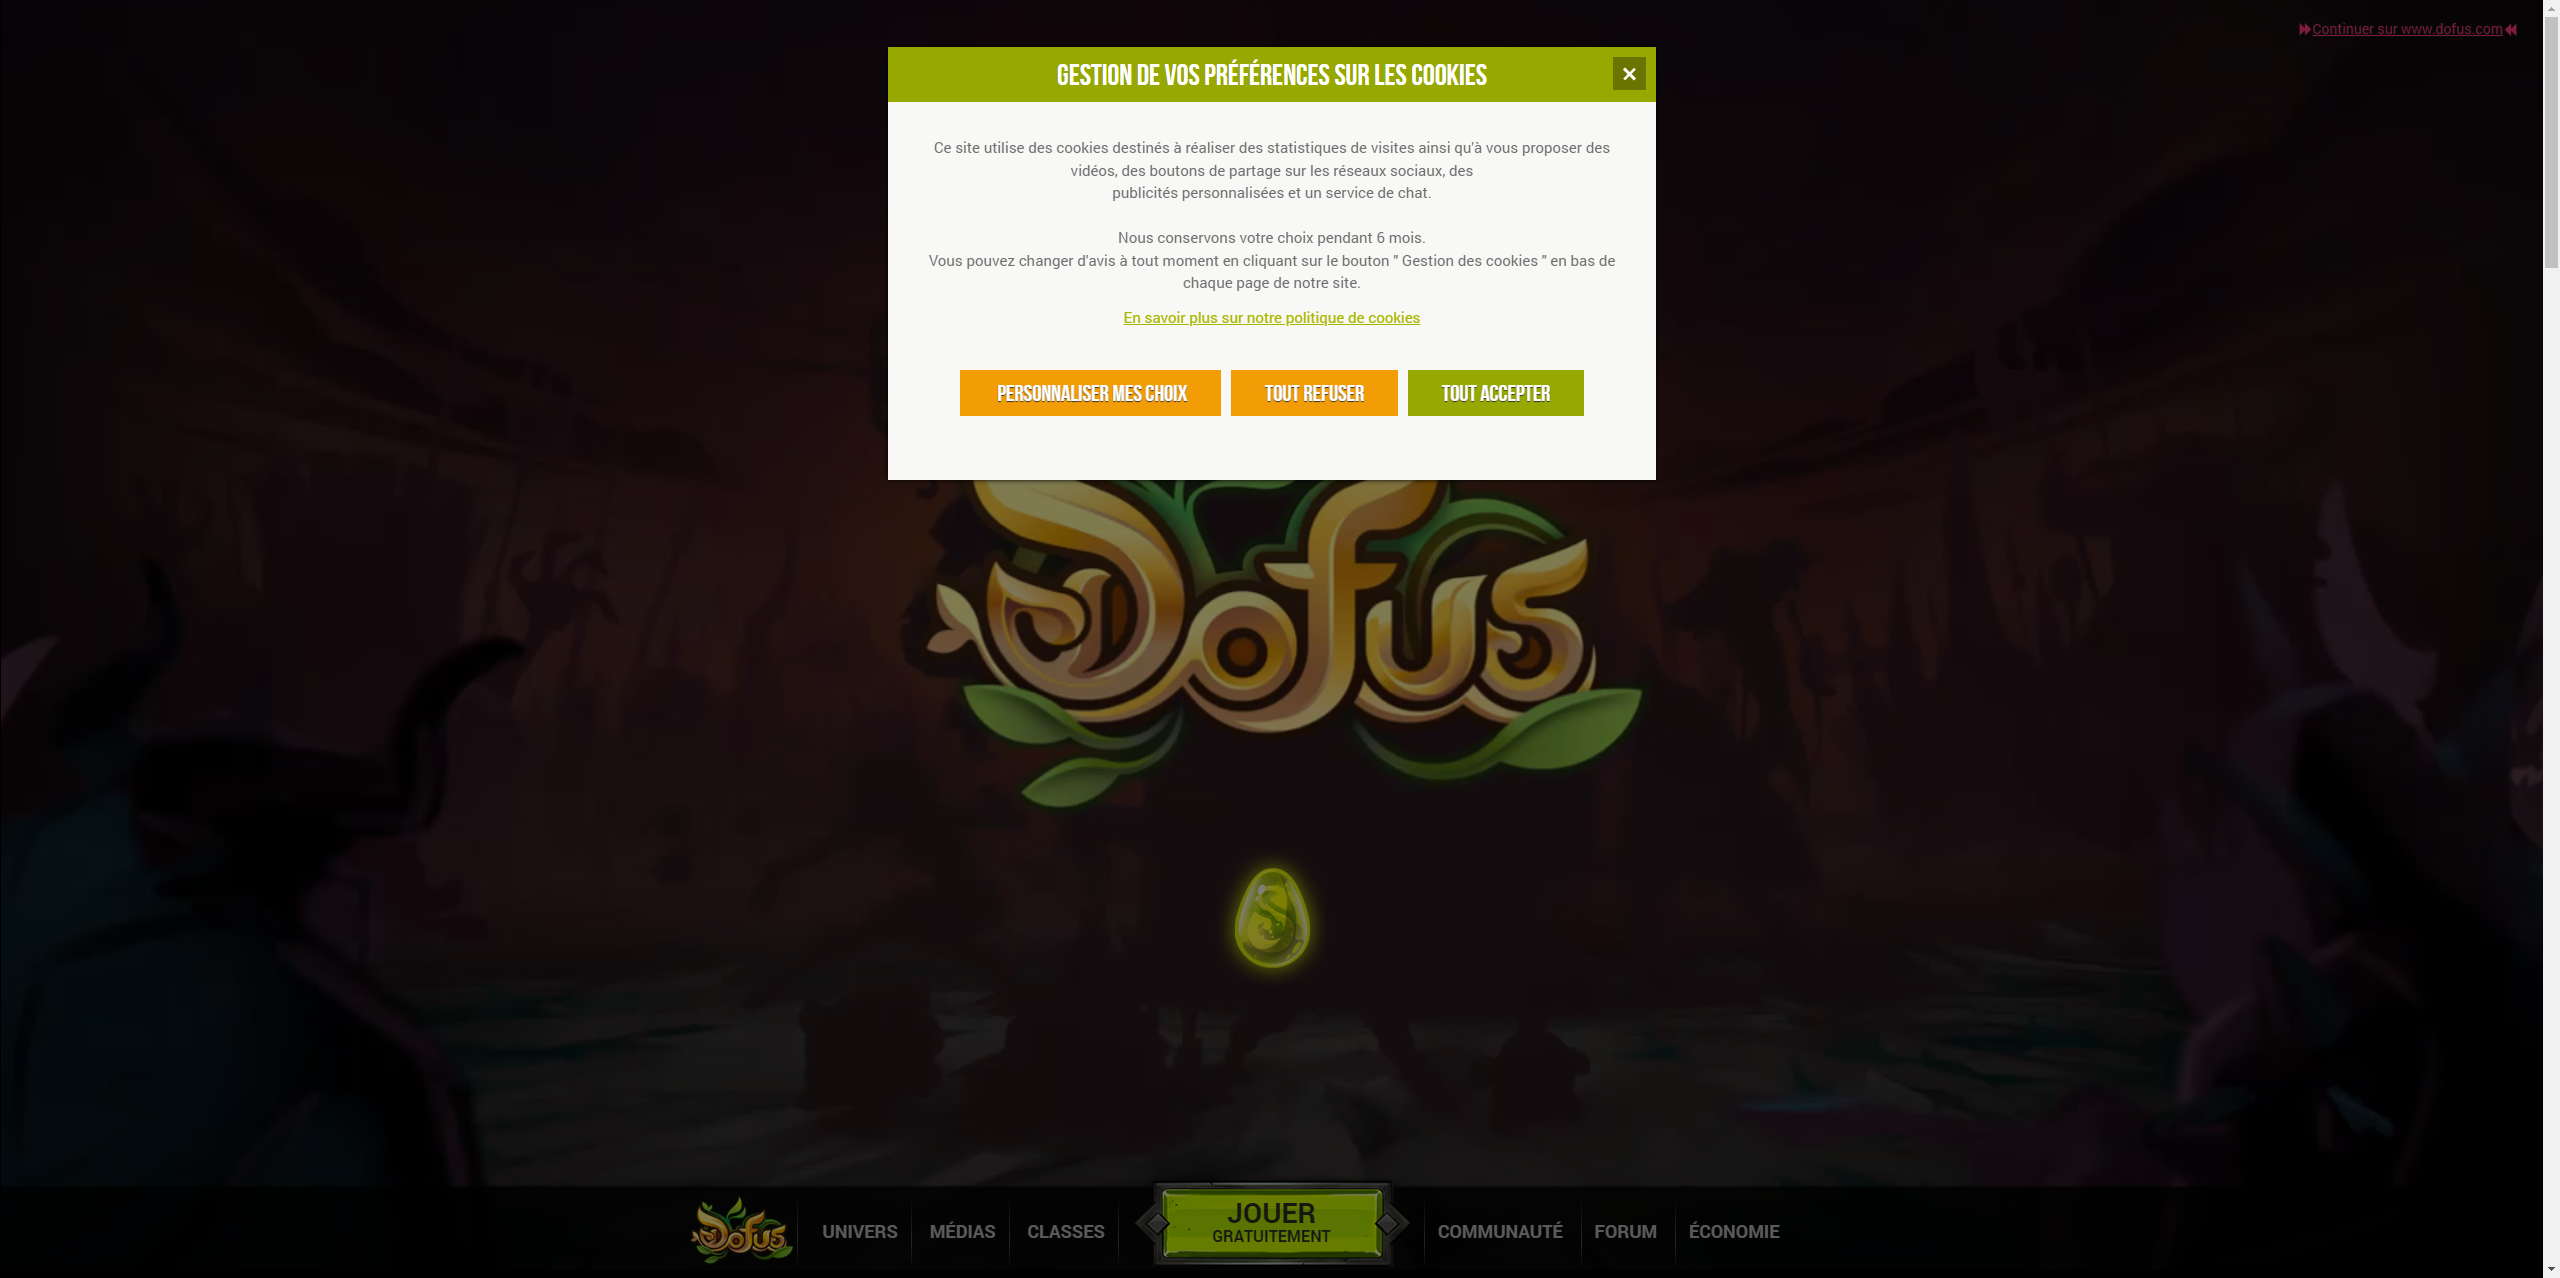 Continuer sur www.dofus.com
GESTION DE VOS PRÉFÉRENCES SUR LES COOKIES
Ce site utilise des cookies destinés à réaliser des statistiques de visites ainsi qu'à vous proposer des
vidéos, des boutons de partage sur les réseaux sociaux, des
publicités personnalisées et un service de chat.
Nous conservons votre choix pendant 6 mois.
Vous pouvez changer d'avis à tout moment en cliquant sur le bouton " Gestion des cookies " en bas de
chaque page de notre site.
En savoir plus sur notre politique de cookies
PERSONNALISER MES CHOIX TOUT REFUSER TOUT ACCEPTER
Dofus
Dofus UNIVERS MÉDIAS CLASSES JOUER GRATUITEMENT COMMUNAUTÉ FORUM ÉCONOMIE